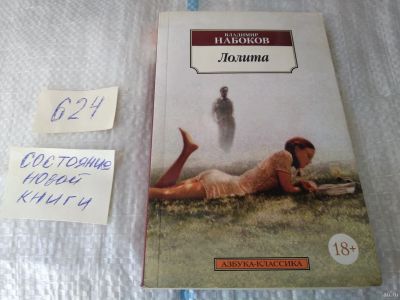 ВЛАДИМИР
НАБОКОВ
Лолита
624
СОСТОЯНИЕ
НОВОЙ
КНИГИ
18+
АЗБУКА-КЛАССИКА